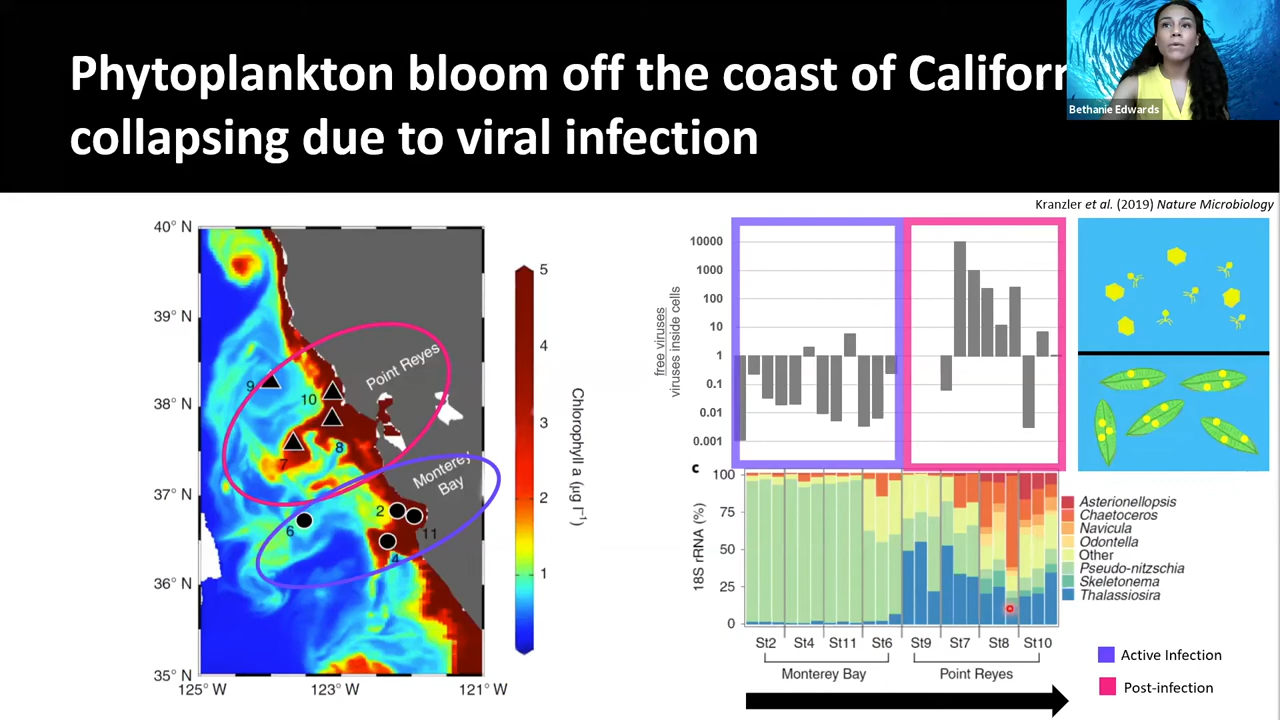 Phytoplankton bloom off the coast of Californ
collapsing due to viral infection
Bethanie Edwards
Kranzler et al. (2019) Nature Microbiology
40° N
39° N
38° N
37° N
36° N
35° N
125° W
123° W
121° W
9
10
8
7
6
2
11
4
Point Reyes
Monterey
Bay
5
4
3
2
1
Chlorophyll a (µg l⁻¹)
free viruses
viruses inside cells
10000
1000
100
10
1
0.1
0.01
0.001
c
18S rRNA (%)
100
75
50
25
0
St2 St4 St11 St6 St9 St7 St8 St10
Monterey Bay Point Reyes
Asterionellopsis
Chaetoceros
Navicula
Odontella
Other
Pseudo-nitzschia
Skeletonema
Thalassiosira
Active Infection
Post-infection